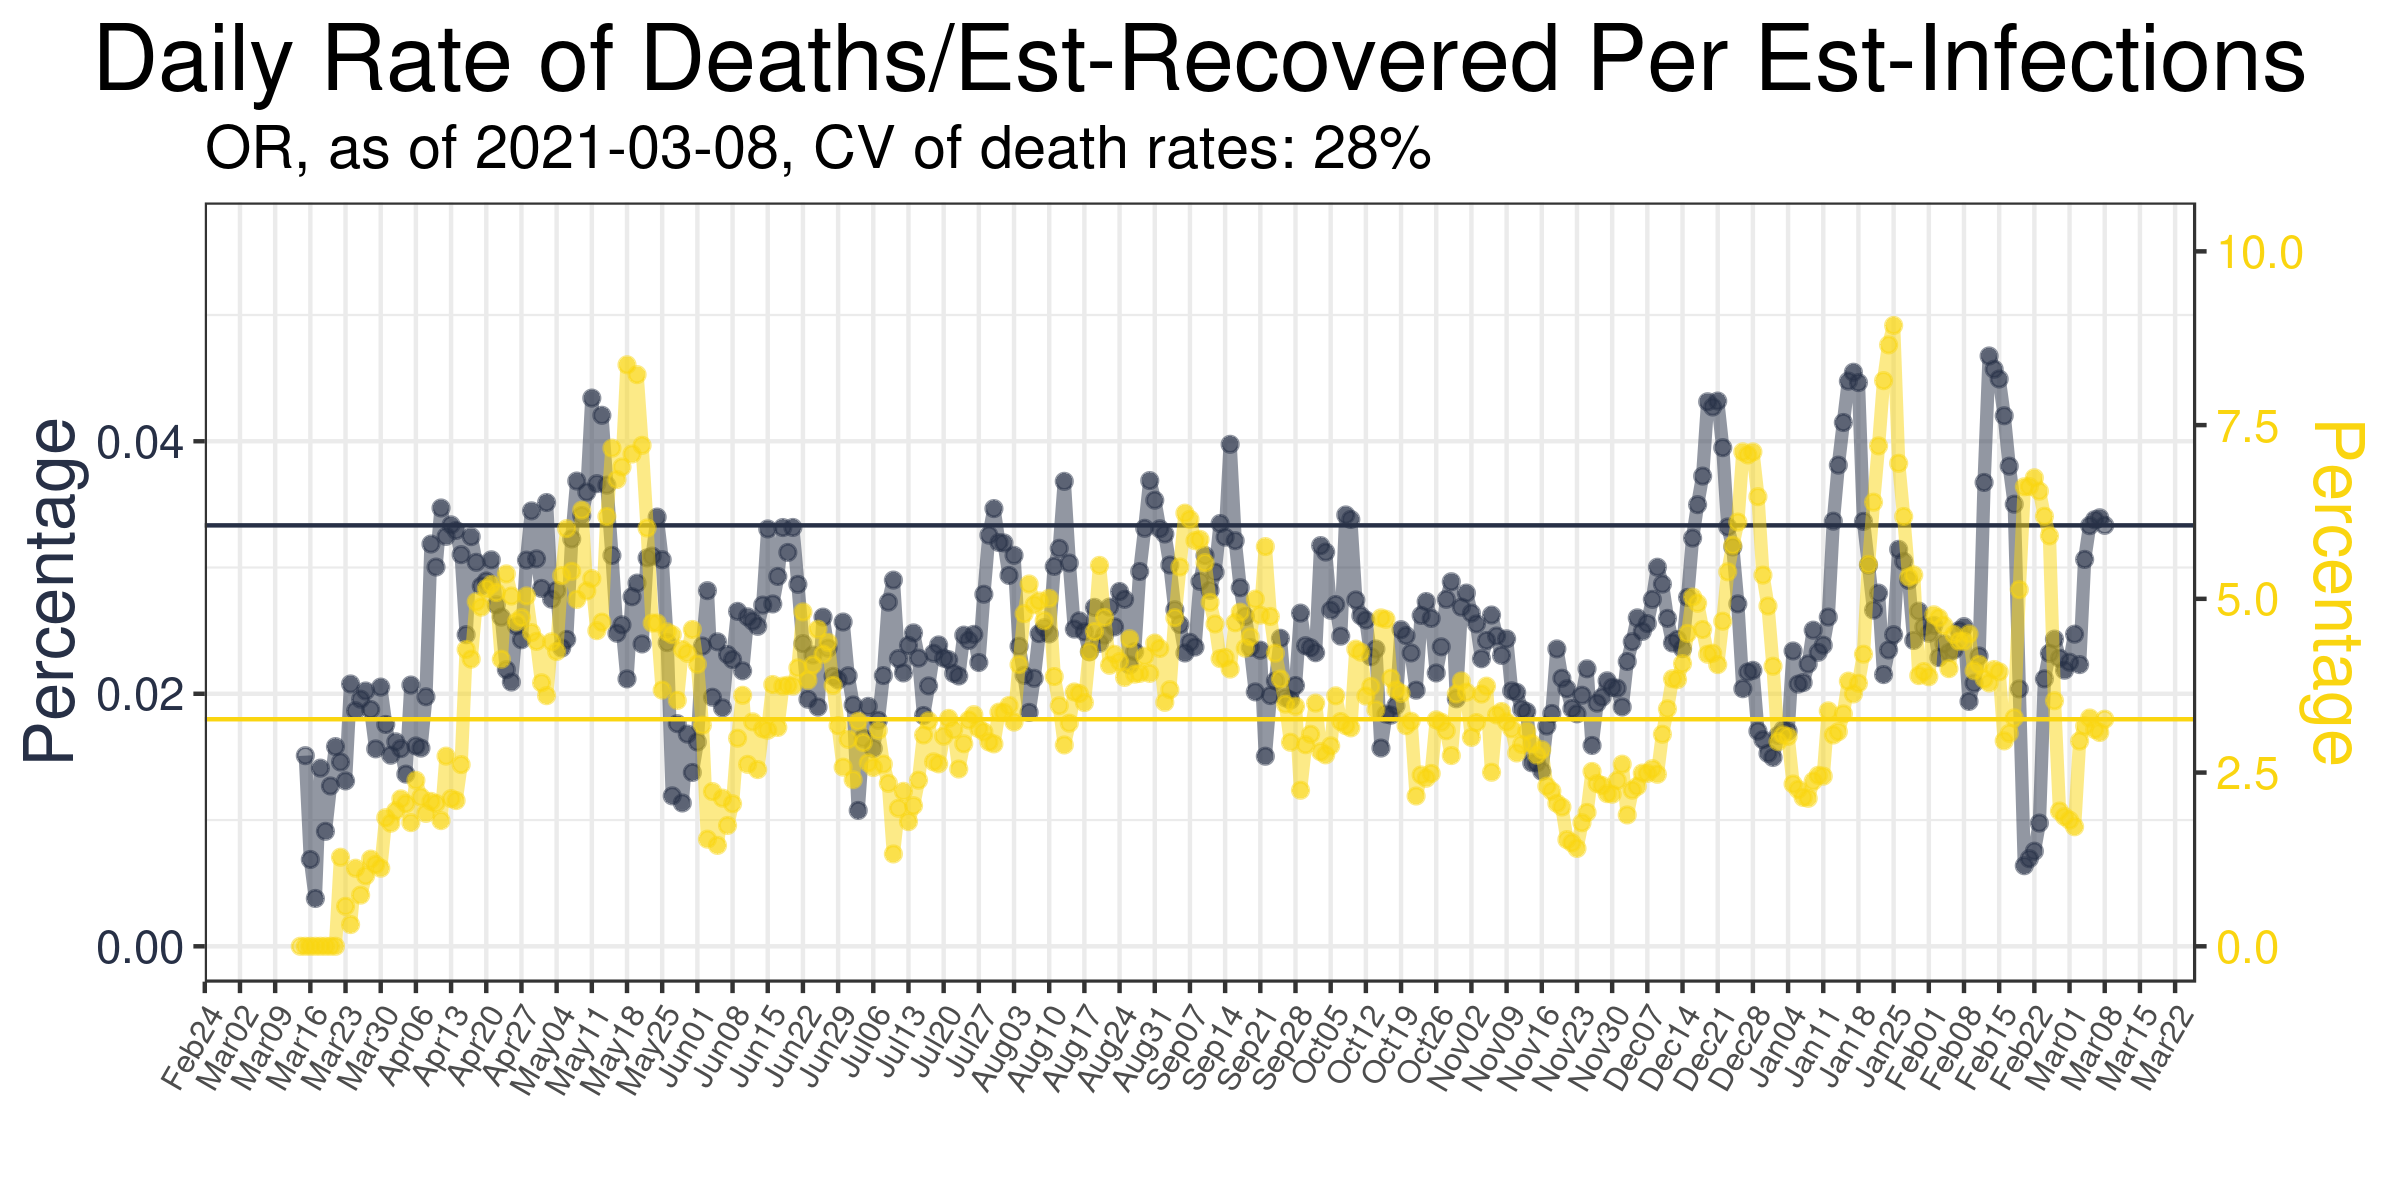 Daily Rate of Deaths/Est-Recovered Per Est-Infections
OR, as of 2021-03-08, CV of death rates: 28%
Percentage
0.04
0.02
0.00
10.0
7.5
5.0
2.5
0.0
Percentage
Feb24
Mar02
Mar09
Mar16
Mar23
Mar30
Apr06
Apr13
Apr20
Apr27
May04
May11
May18
May25
Jun01
Jun08
Jun15
Jun22
Jun29
Jul06
Jul13
Jul20
Jul27
Aug03
Aug10
Aug17
Aug24
Aug31
Sep07
Sep14
Sep21
Sep28
Oct05
Oct12
Oct19
Oct26
Nov02
Nov09
Nov16
Nov23
Nov30
Dec07
Dec14
Dec21
Dec28
Jan04
Jan11
Jan18
Jan25
Feb01
Feb08
Feb15
Feb22
Mar01
Mar08
Mar15
Mar22